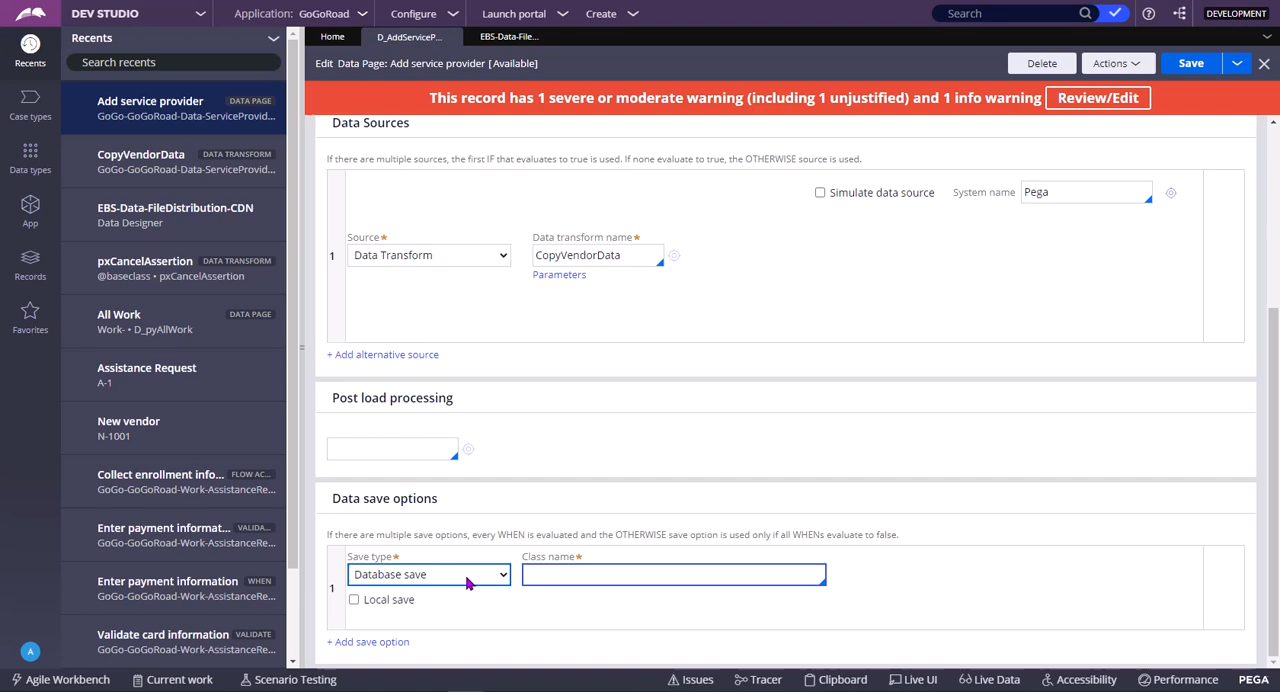 DEV STUDIO
Application: GoGoRoad
Configure
Launch portal
Create
Search
DEVELOPMENT
Recents
Case types
Data types
App
Records
Favorites
A
Recents
Search recents
Add service provider DATA PAGE
GoGo-GoGoRoad-Data-ServiceProvid...
CopyVendorData DATA TRANSFORM
GoGo-GoGoRoad-Data-ServiceProvid...
EBS-Data-FileDistribution-CDN
Data Designer
pxCancelAssertion DATA TRANSFORM
@baseclass • pxCancelAssertion
All Work DATA PAGE
Work- • D_pyAllWork
Assistance Request
A-1
New vendor
N-1001
Collect enrollment info... FLOW AC...
GoGo-GoGoRoad-Work-AssistanceRe...
Enter payment informat... VALIDA...
GoGo-GoGoRoad-Work-AssistanceRe...
Enter payment information WHEN
GoGo-GoGoRoad-Work-AssistanceRe...
Validate card information VALIDATE
GoGo-GoGoRoad-Work-AssistanceRe...
Home
D_AddServiceP...
EBS-Data-File...
Edit Data Page: Add service provider [Available]
Delete
Actions
Save
This record has 1 severe or moderate warning (including 1 unjustified) and 1 info warning Review/Edit
Data Sources
If there are multiple sources, the first IF that evaluates to true is used. If none evaluate to true, the OTHERWISE source is used.
Simulate data source
System name
Pega
Source*
Data transform name*
1
Data Transform
CopyVendorData
Parameters
+ Add alternative source
Post load processing
Data save options
If there are multiple save options, every WHEN is evaluated and the OTHERWISE save option is used only if all WHENs evaluate to false.
Save type*
Class name*
1
Database save
Local save
+ Add save option
Agile Workbench
Current work
Scenario Testing
Issues
Tracer
Clipboard
Live UI
Live Data
Accessibility
Performance
PEGA